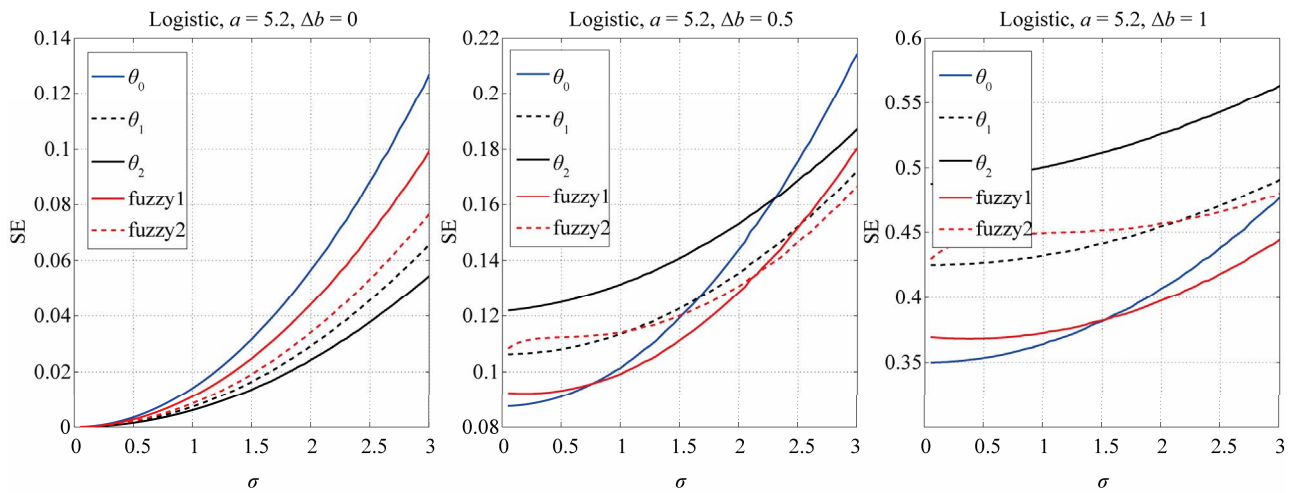 Logistic, a = 5.2, Δb = 0
0.14
0.12
0.1
0.08
0.06
0.04
0.02
0
SE
θ0
θ1
θ2
fuzzy1
fuzzy2
0 0.5 1 1.5 2 2.5 3
σ
Logistic, a = 5.2, Δb = 0.5
0.22
0.2
0.18
0.16
0.14
0.12
0.1
0.08
SE
θ0
θ1
θ2
fuzzy1
fuzzy2
0 0.5 1 1.5 2 2.5 3
σ
Logistic, a = 5.2, Δb = 1
0.6
0.55
0.5
0.45
0.4
0.35
SE
θ0
θ1
θ2
fuzzy1
fuzzy2
0 0.5 1 1.5 2 2.5 3
σ